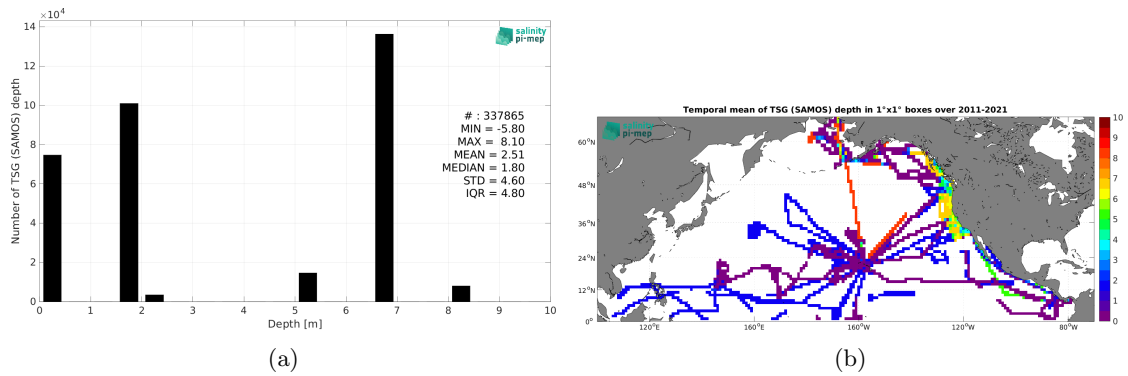 ×10⁴
14
12
10
8
6
4
2
0
Number of TSG (SAMOS) depth
0 1 2 3 4 5 6 7 8 9 10
Depth [m]
salinity
pi-mep
# : 337865
MIN = -5.80
MAX = 8.10
MEAN = 2.51
MEDIAN = 1.80
STD = 4.60
IQR = 4.80
(a)
Temporal mean of TSG (SAMOS) depth in 1°x1° boxes over 2011-2021
salinity
pi-mep
60°N
48°N
36°N
24°N
12°N
0°
120°E 160°E 160°W 120°W 80°W
10
9
8
7
6
5
4
3
2
1
0
(b)